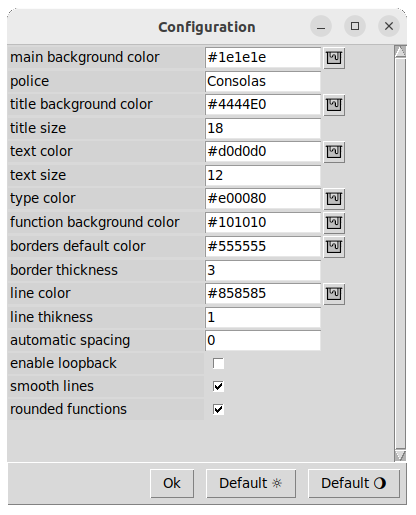 Configuration
main background color #1e1e1e
police Consolas
title background color #4444E0
title size 18
text color #d0d0d0
text size 12
type color #e00080
function background color #101010
borders default color #555555
border thickness 3
line color #858585
line thikness 1
automatic spacing 0
enable loopback
smooth lines
rounded functions
Ok Default ☼ Default 🌖